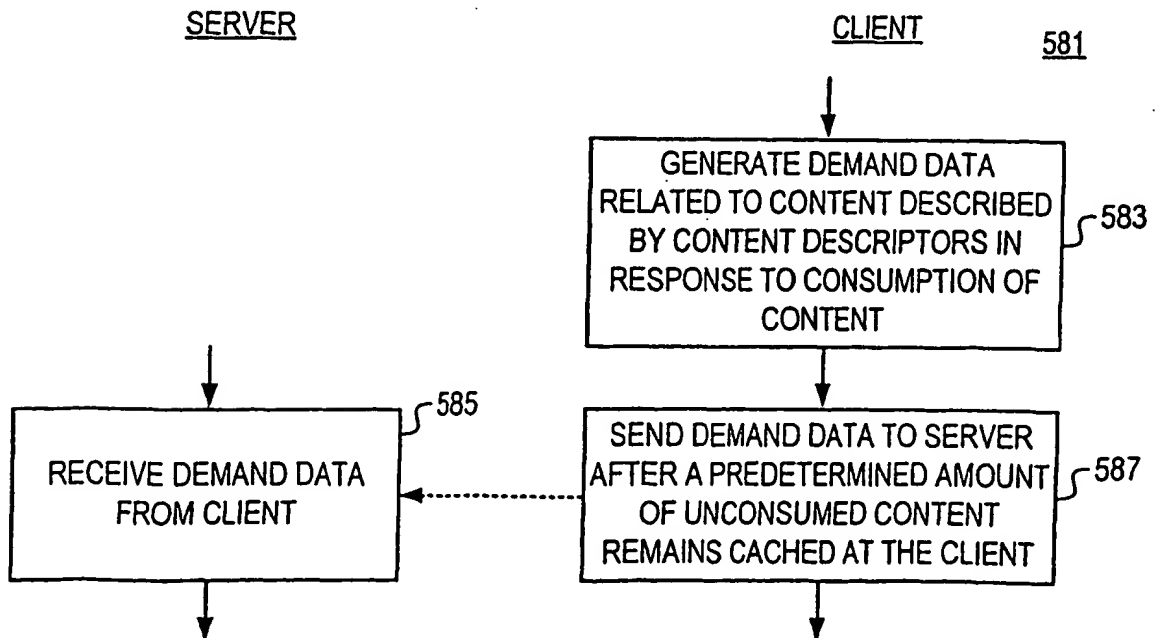 SERVER
CLIENT
581
GENERATE DEMAND DATA
RELATED TO CONTENT DESCRIBED
BY CONTENT DESCRIPTORS IN
RESPONSE TO CONSUMPTION OF
CONTENT
583
RECEIVE DEMAND DATA
FROM CLIENT
585
SEND DEMAND DATA TO SERVER
AFTER A PREDETERMINED AMOUNT
OF UNCONSUMED CONTENT
REMAINS CACHED AT THE CLIENT
587